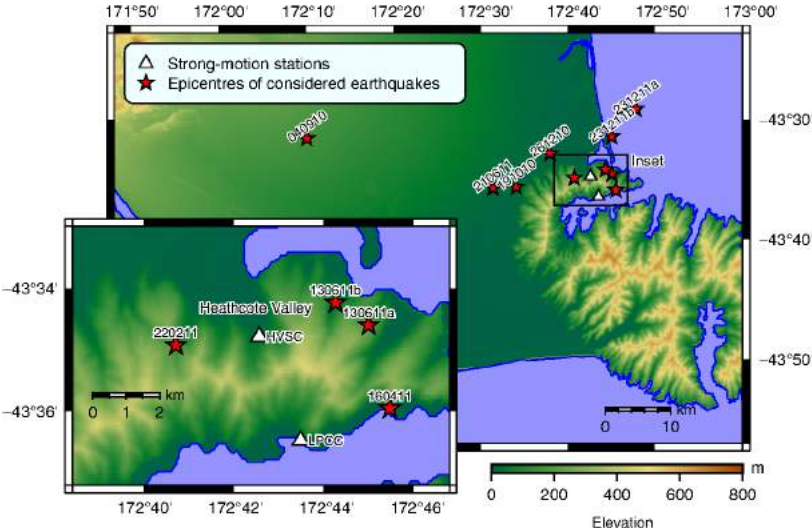 171°50' 172°00' 172°10' 172°20' 172°30' 172°40' 172°50' 173°00'
Strong-motion stations
Epicentres of considered earthquakes
040910
231211a
231211b
261210
210611
191010
Inset
−43°30'
−43°40'
−43°50'
−43°34'
−43°36'
130611b
Heathcote Valley
130611a
220211
HVSC
160411
LPCC
km
0 1 2
km
0 10
172°40' 172°42' 172°44' 172°46'
m
0 200 400 600 800
Elevation